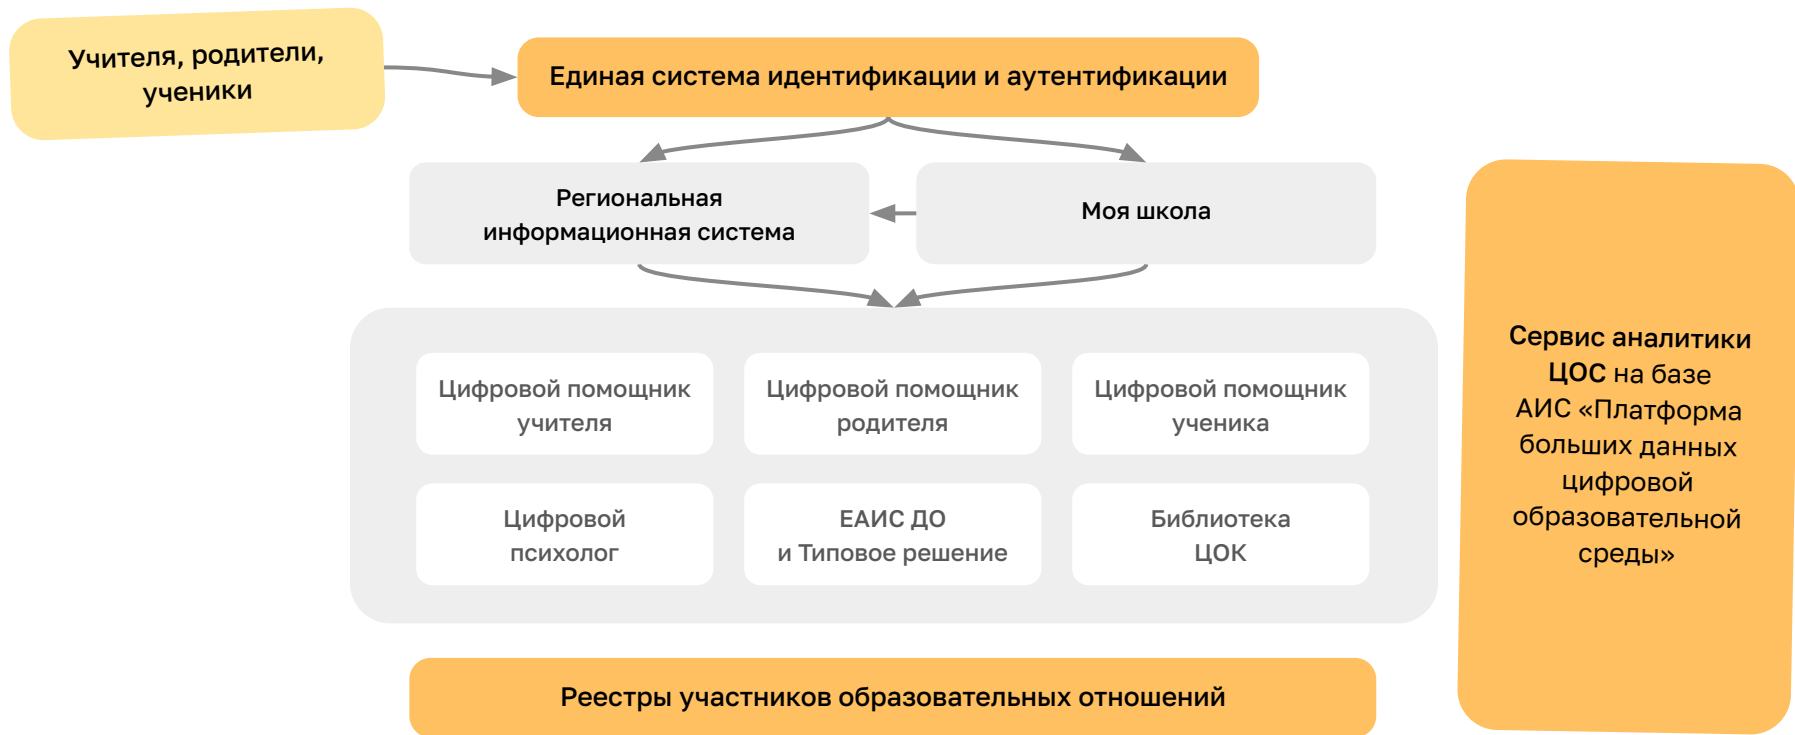 Учителя, родители,
ученики
Единая система идентификации и аутентификации
Региональная
информационная система
Моя школа
Цифровой помощник
учителя
Цифровой помощник
родителя
Цифровой помощник
ученика
Цифровой
психолог
ЕАИС ДО
и Типовое решение
Библиотека
ЦОК
Реестры участников образовательных отношений
Сервис аналитики
ЦОС на базе
АИС «Платформа
больших данных
цифровой
образовательной
среды»